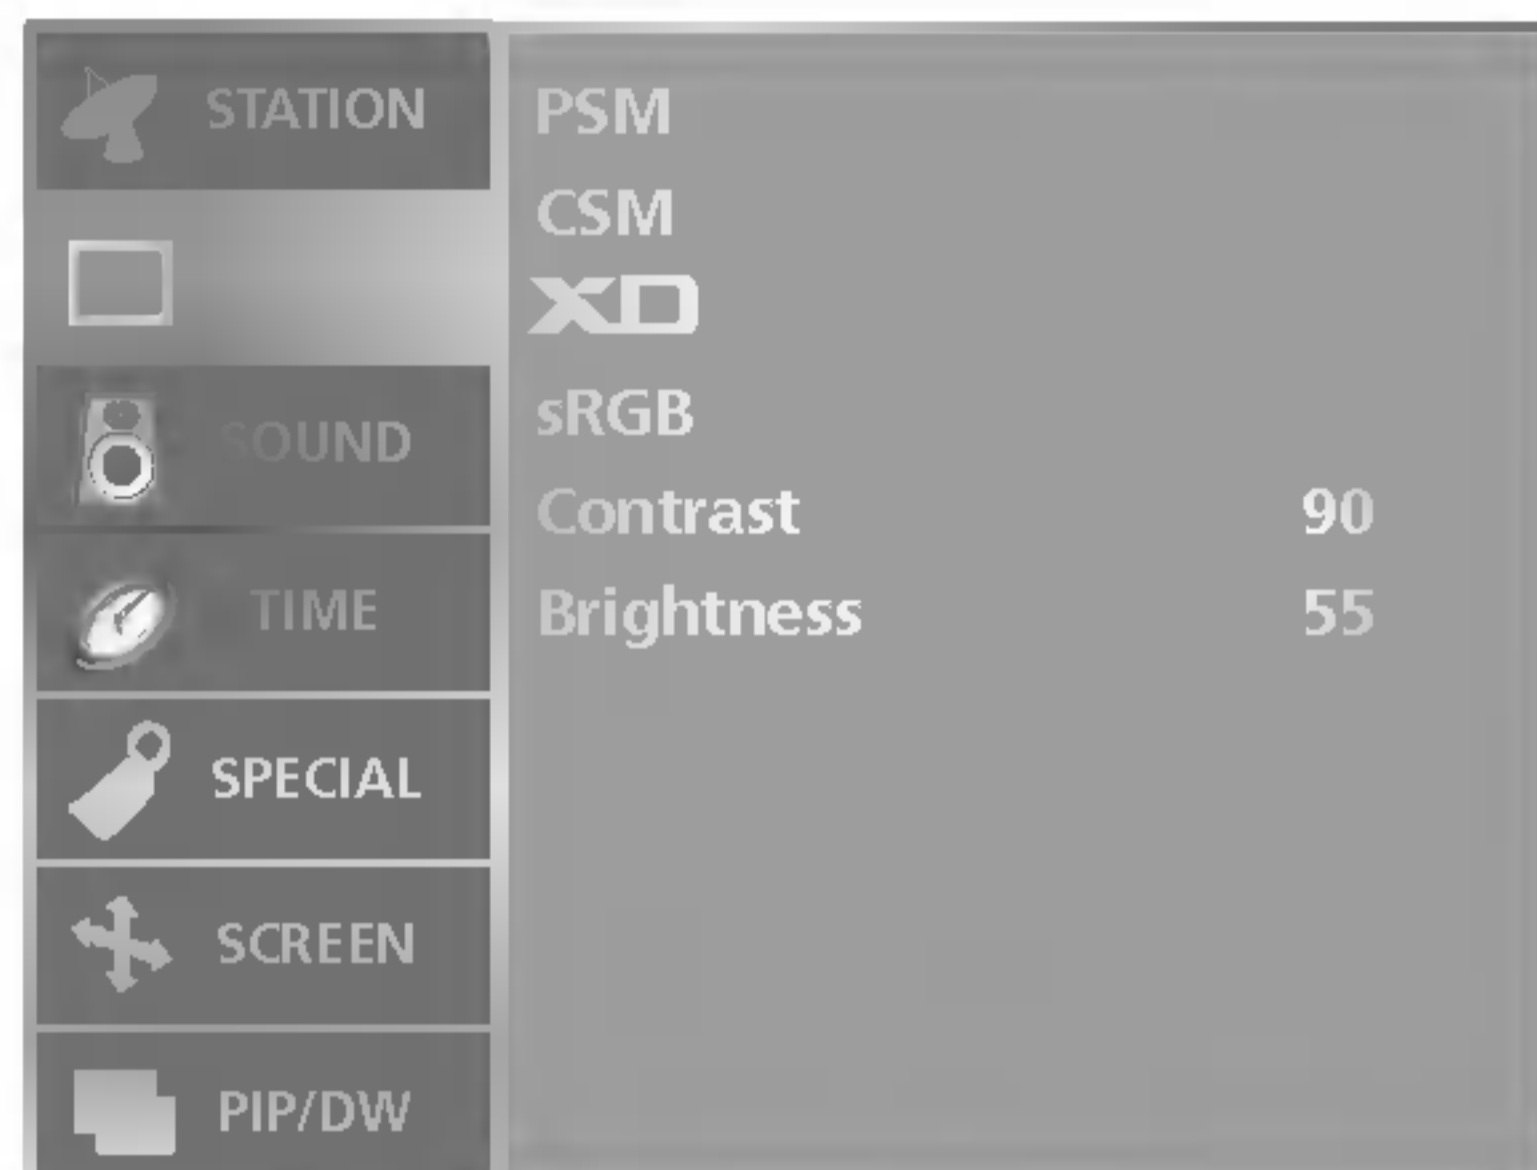 STATION
SOUND
TIME
SPECIAL
SCREEN
PIP/DW
PSM
CSM
XD
sRGB
Contrast 90
Brightness 55